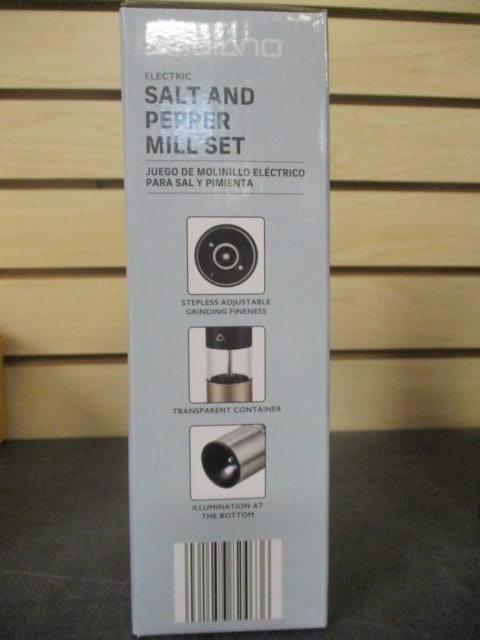 ELECTRIC
SALT AND
PEPPER
MILL SET
JUEGO DE MOLINILLO ELÉCTRICO
PARA SAL Y PIMIENTA
STEPLESS ADJUSTABLE
GRINDING FINENESS
TRANSPARENT CONTAINER
ILLUMINATION AT
THE BOTTOM